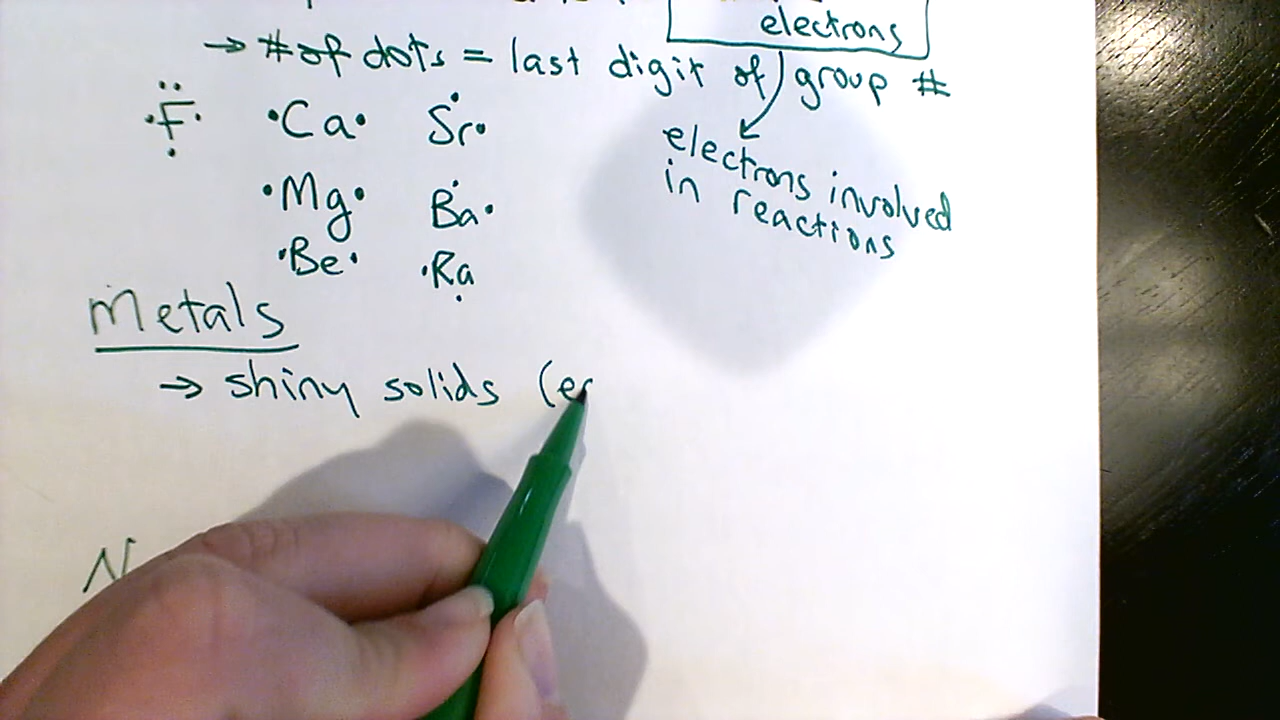 electrons
→ # of dots = last digit of group #
F Ca Sr
electrons involved
in reactions
Mg Ba
Be Ra
Metals
→ shiny solids (e
N